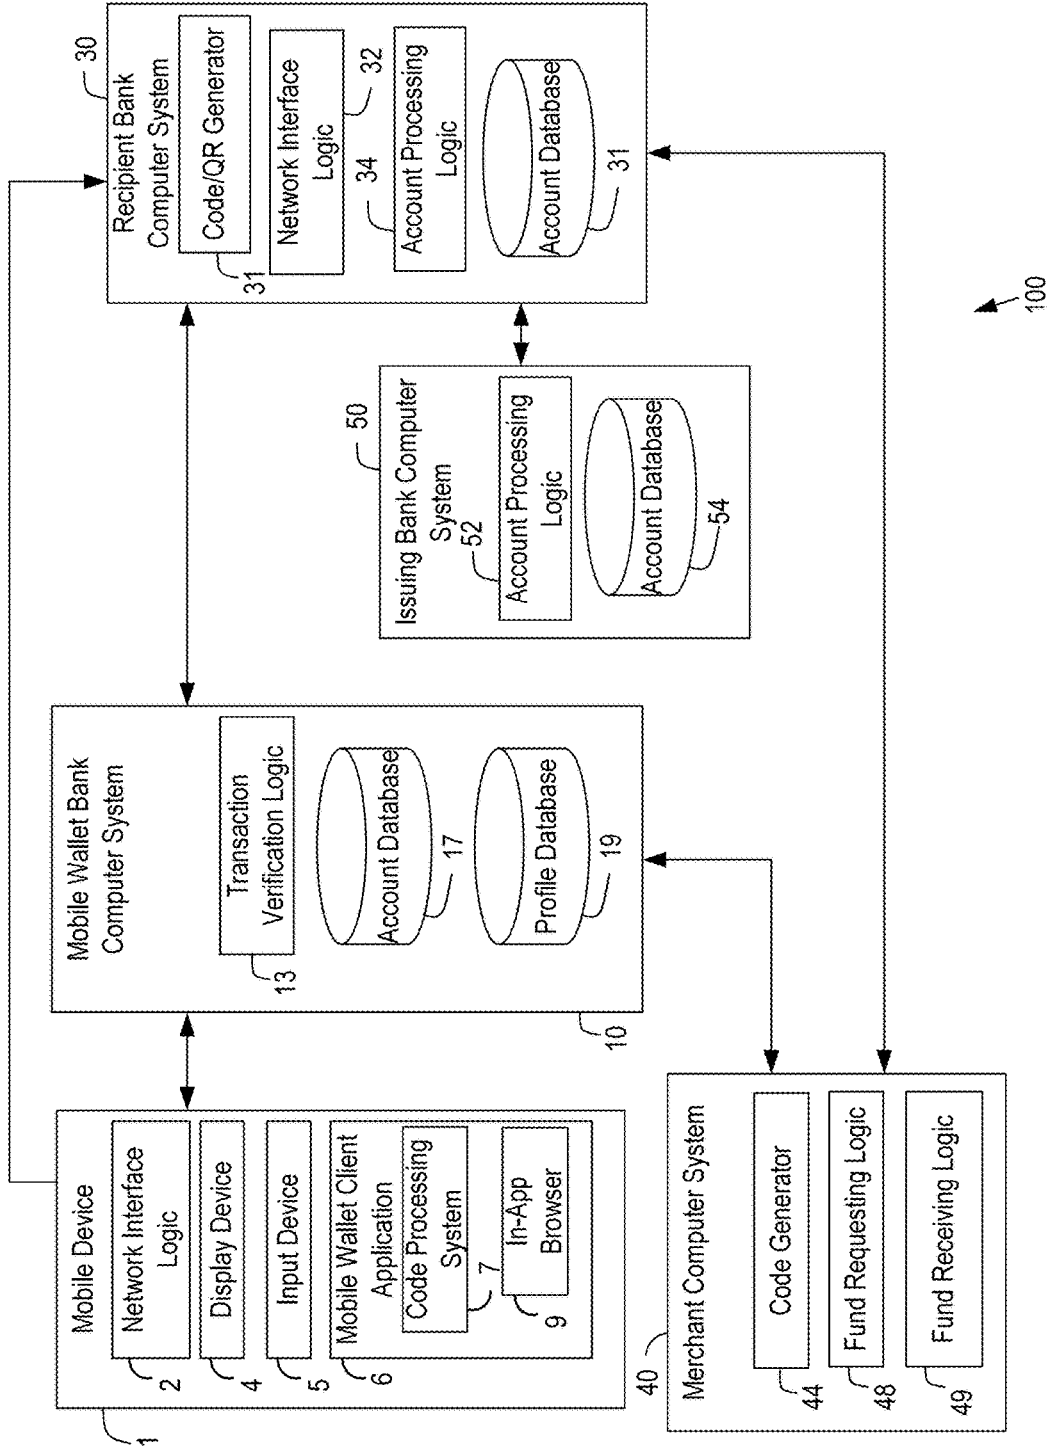 Mobile Device
1
Network Interface
Logic
2
Display Device
4
Input Device
5
Mobile Wallet Client
Application
6
Code Processing
System
7
In-App
Browser
9
Mobile Wallet Bank
Computer System
10
Transaction
Verification Logic
13
Account Database
17
Profile Database
19
Recipient Bank
Computer System
30
Code/QR Generator
31
Network Interface
Logic
32
Account Processing
Logic
34
Account Database
31
Issuing Bank Computer
System
50
Account Processing
Logic
52
Account Database
54
Merchant Computer System
40
Code Generator
44
Fund Requesting Logic
48
Fund Receiving Logic
49
100